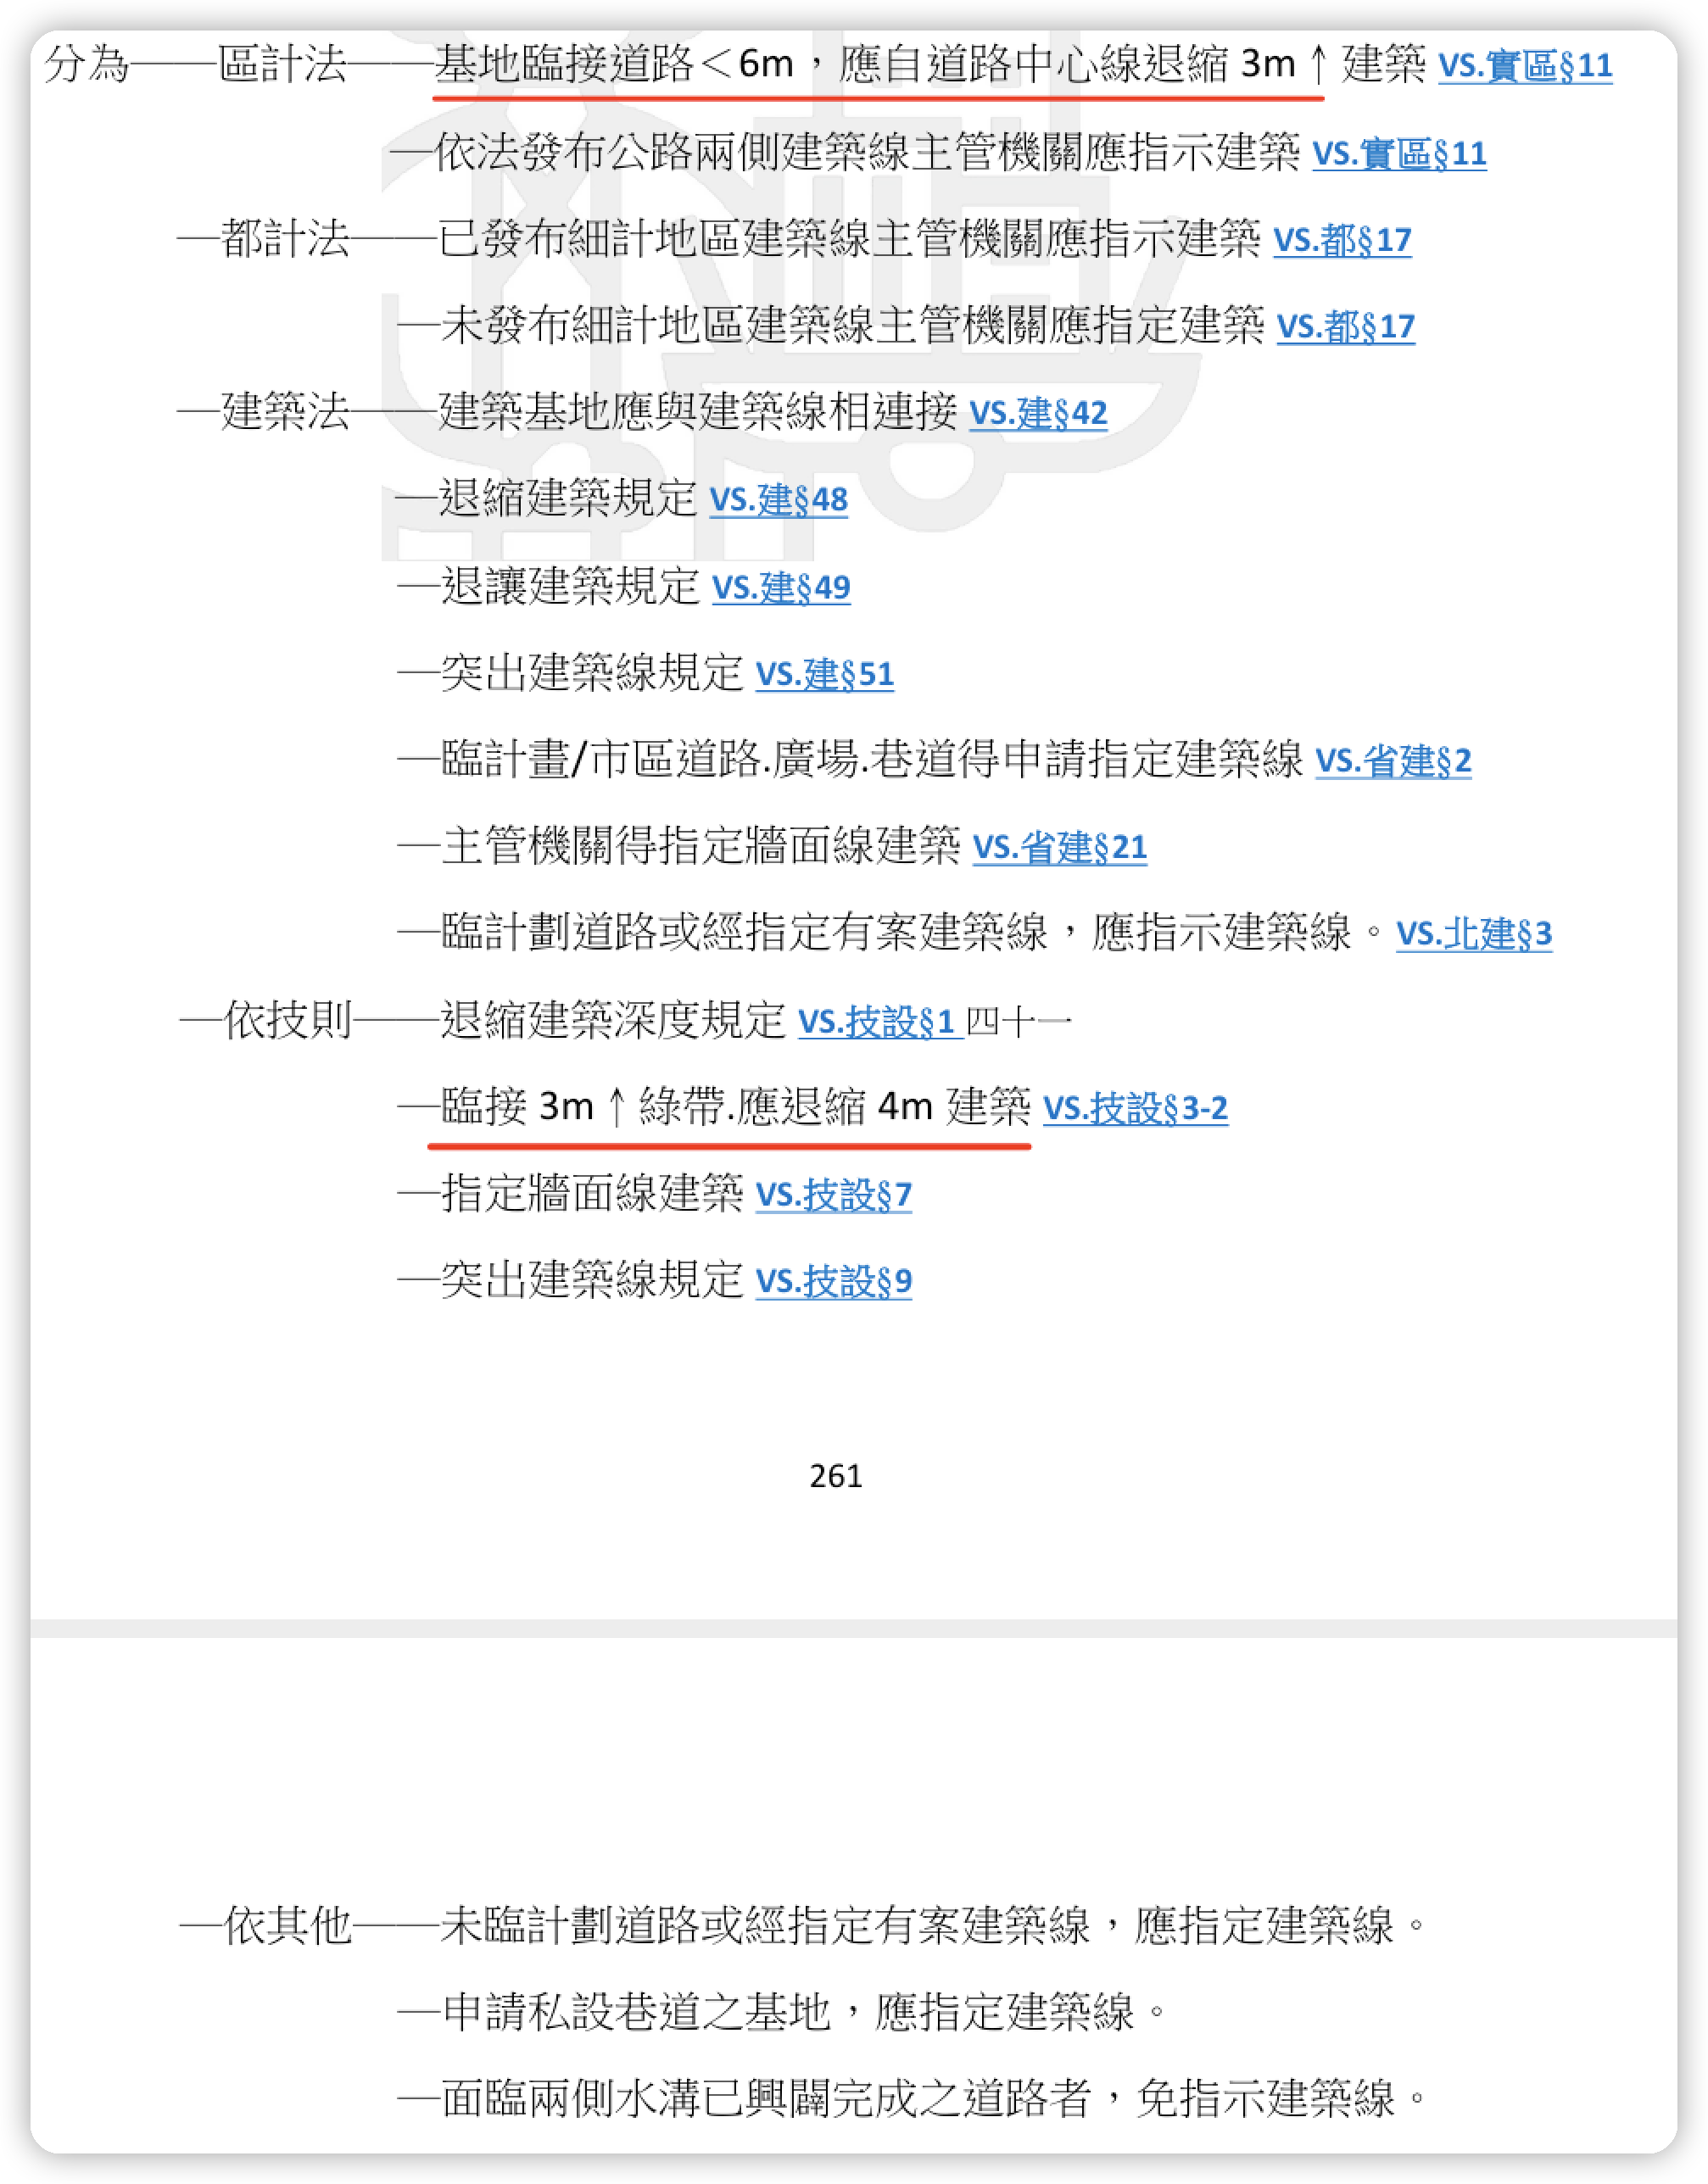 分為——區計法——基地臨接道路＜6m，應自道路中心線退縮 3m↑建築 VS.實區§11
—依法發布公路兩側建築線主管機關應指示建築 VS.實區§11
—都計法——已發布細計地區建築線主管機關應指示建築 VS.都§17
—未發布細計地區建築線主管機關應指定建築 VS.都§17
—建築法——建築基地應與建築線相連接 VS.建§42
—退縮建築規定 VS.建§48
—退讓建築規定 VS.建§49
—突出建築線規定 VS.建§51
—臨計畫/市區道路.廣場.巷道得申請指定建築線 VS.省建§2
—主管機關得指定牆面線建築 VS.省建§21
—臨計劃道路或經指定有案建築線，應指示建築線。VS.北建§3
—依技則——退縮建築深度規定 VS.技設§1 四十一
—臨接 3m↑綠帶.應退縮 4m 建築 VS.技設§3-2
—指定牆面線建築 VS.技設§7
—突出建築線規定 VS.技設§9
261
—依其他——未臨計劃道路或經指定有案建築線，應指定建築線。
—申請私設巷道之基地，應指定建築線。
—面臨兩側水溝已興闢完成之道路者，免指示建築線。